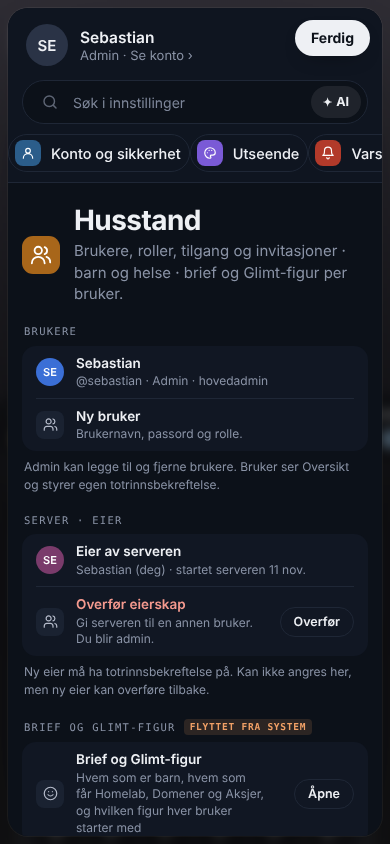 SE
Sebastian
Admin · Se konto ›
Ferdig
Søk i innstillinger
AI
Konto og sikkerhet
Utseende
Vars
Husstand
Brukere, roller, tilgang og invitasjoner ·
barn og helse · brief og Glimt-figur per
bruker.
BRUKERE
SE
Sebastian
@sebastian · Admin · hovedadmin
Ny bruker
Brukernavn, passord og rolle.
Admin kan legge til og fjerne brukere. Bruker ser Oversikt
og styrer egen totrinnsbekreftelse.
SERVER · EIER
SE
Eier av serveren
Sebastian (deg) · startet serveren 11 nov.
Overfør eierskap
Gi serveren til en annen bruker.
Du blir admin.
Overfør
Ny eier må ha totrinnsbekreftelse på. Kan ikke angres her,
men ny eier kan overføre tilbake.
BRIEF OG GLIMT-FIGUR FLYTTET FRA SYSTEM
Brief og Glimt-figur
Hvem som er barn, hvem som
får Homelab, Domener og Aksjer,
og hvilken figur hver bruker
starter med
Åpne